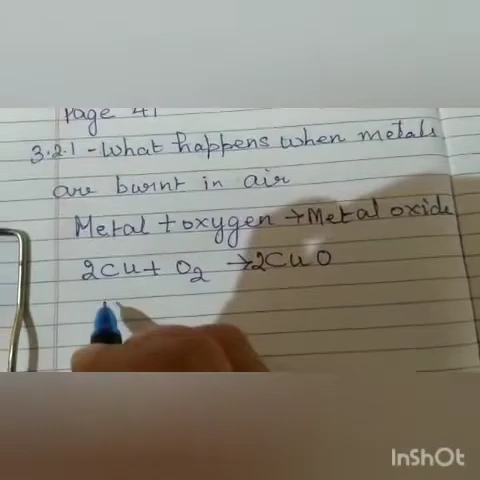 Page 41
3.2.1 - What happens when metals
are burnt in air
Metal + oxygen → Metal oxide
2Cu + O2 → 2CuO
InShOt